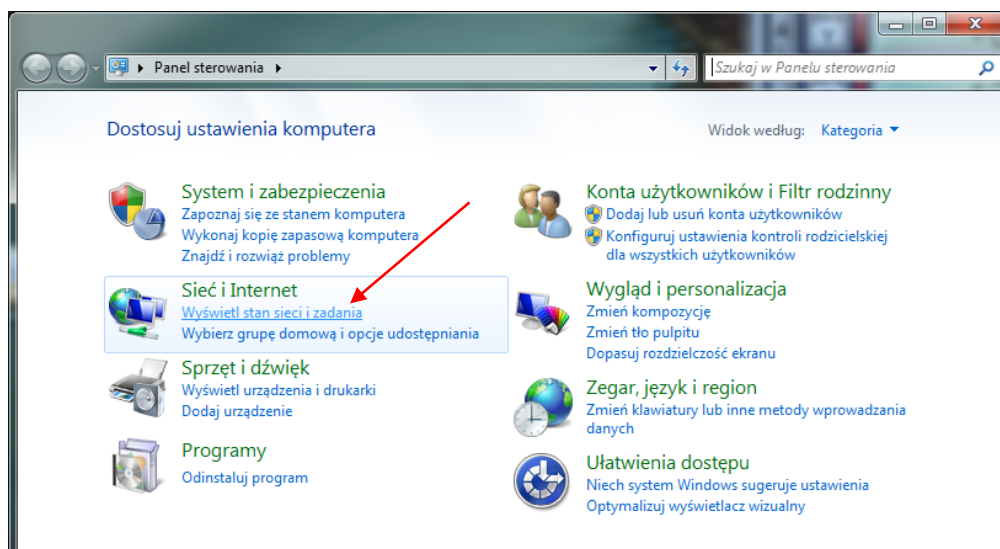 Panel sterowania
Szukaj w Panelu sterowania
Dostosuj ustawienia komputera
Widok według: Kategoria
System i zabezpieczenia
Zapoznaj się ze stanem komputera
Wykonaj kopię zapasową komputera
Znajdź i rozwiąż problemy
Sieć i Internet
Wyświetl stan sieci i zadania
Wybierz grupę domową i opcje udostępniania
Sprzęt i dźwięk
Wyświetl urządzenia i drukarki
Dodaj urządzenie
Programy
Odinstaluj program
Konta użytkowników i Filtr rodzinny
Dodaj lub usuń konta użytkowników
Konfiguruj ustawienia kontroli rodzicielskiej
dla wszystkich użytkowników
Wygląd i personalizacja
Zmień kompozycję
Zmień tło pulpitu
Dopasuj rozdzielczość ekranu
Zegar, język i region
Zmień klawiatury lub inne metody wprowadzania
danych
Ułatwienia dostępu
Niech system Windows sugeruje ustawienia
Optymalizuj wyświetlacz wizualny